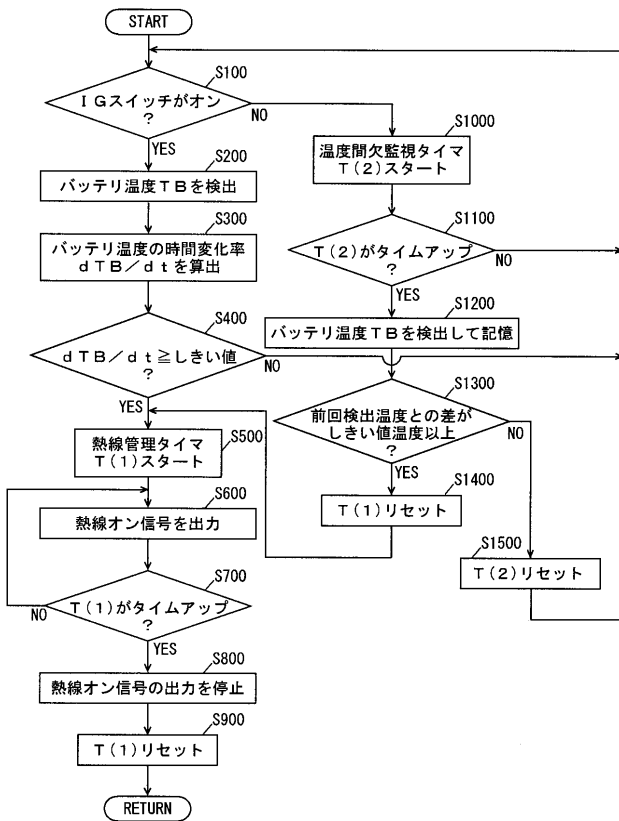 START
S100
IGスイッチがオン
?
NO
YES
S200
バッテリ温度TBを検出
S300
バッテリ温度の時間変化率
dTB/dtを算出
S400
dTB/dt≧しきい値
?
NO
YES
S500
熱線管理タイマ
T(1)スタート
S600
熱線オン信号を出力
S700
T(1)がタイムアップ
?
NO
YES
S800
熱線オン信号の出力を停止
S900
T(1)リセット
RETURN
S1000
温度間欠監視タイマ
T(2)スタート
S1100
T(2)がタイムアップ
?
NO
YES
S1200
バッテリ温度TBを検出して記憶
S1300
前回検出温度との差が
しきい値温度以上
?
NO
YES
S1400
T(1)リセット
S1500
T(2)リセット